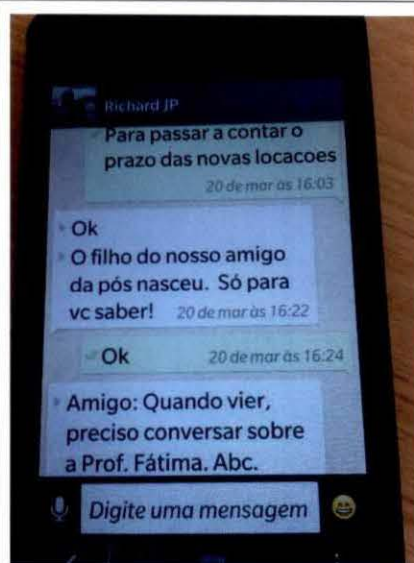 Richard JP
Para passar a contar o
prazo das novas locacoes
20 de mar às 16:03
Ok
O filho do nosso amigo
da pós nasceu. Só para
vc saber! 20 de mar às 16:22
Ok 20 de mar às 16:24
Amigo: Quando vier,
preciso conversar sobre
a Prof. Fátima. Abc.
Digite uma mensagem